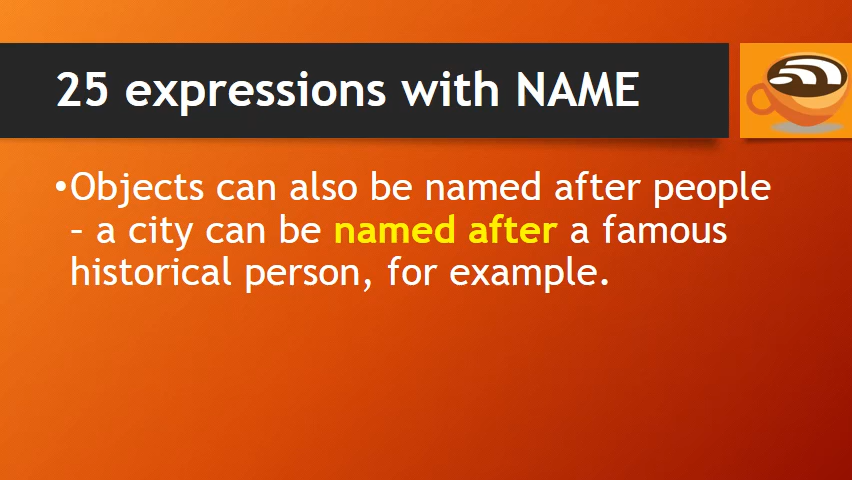 25 expressions with NAME
•Objects can also be named after people
– a city can be named after a famous
historical person, for example.